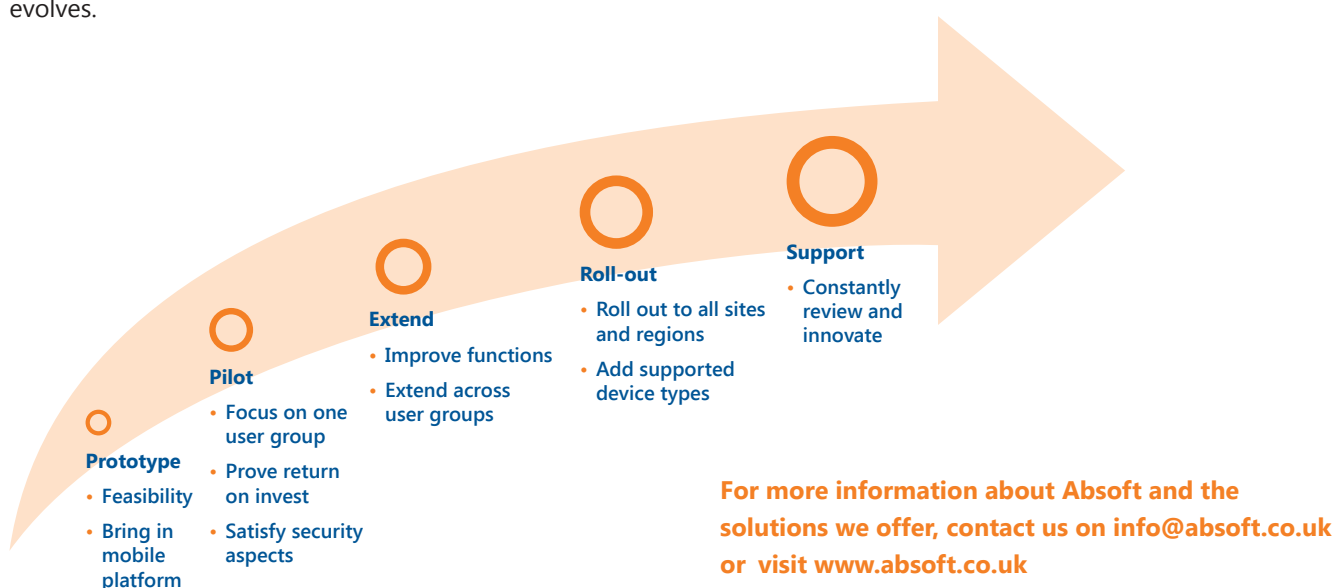 evolves.
Prototype
• Feasibility
• Bring in
mobile
platform
Pilot
• Focus on one
user group
• Prove return
on invest
• Satisfy security
aspects
Extend
• Improve functions
• Extend across
user groups
Roll-out
• Roll out to all sites
and regions
• Add supported
device types
Support
• Constantly
review and
innovate
For more information about Absoft and the
solutions we offer, contact us on info@absoft.co.uk
or visit www.absoft.co.uk